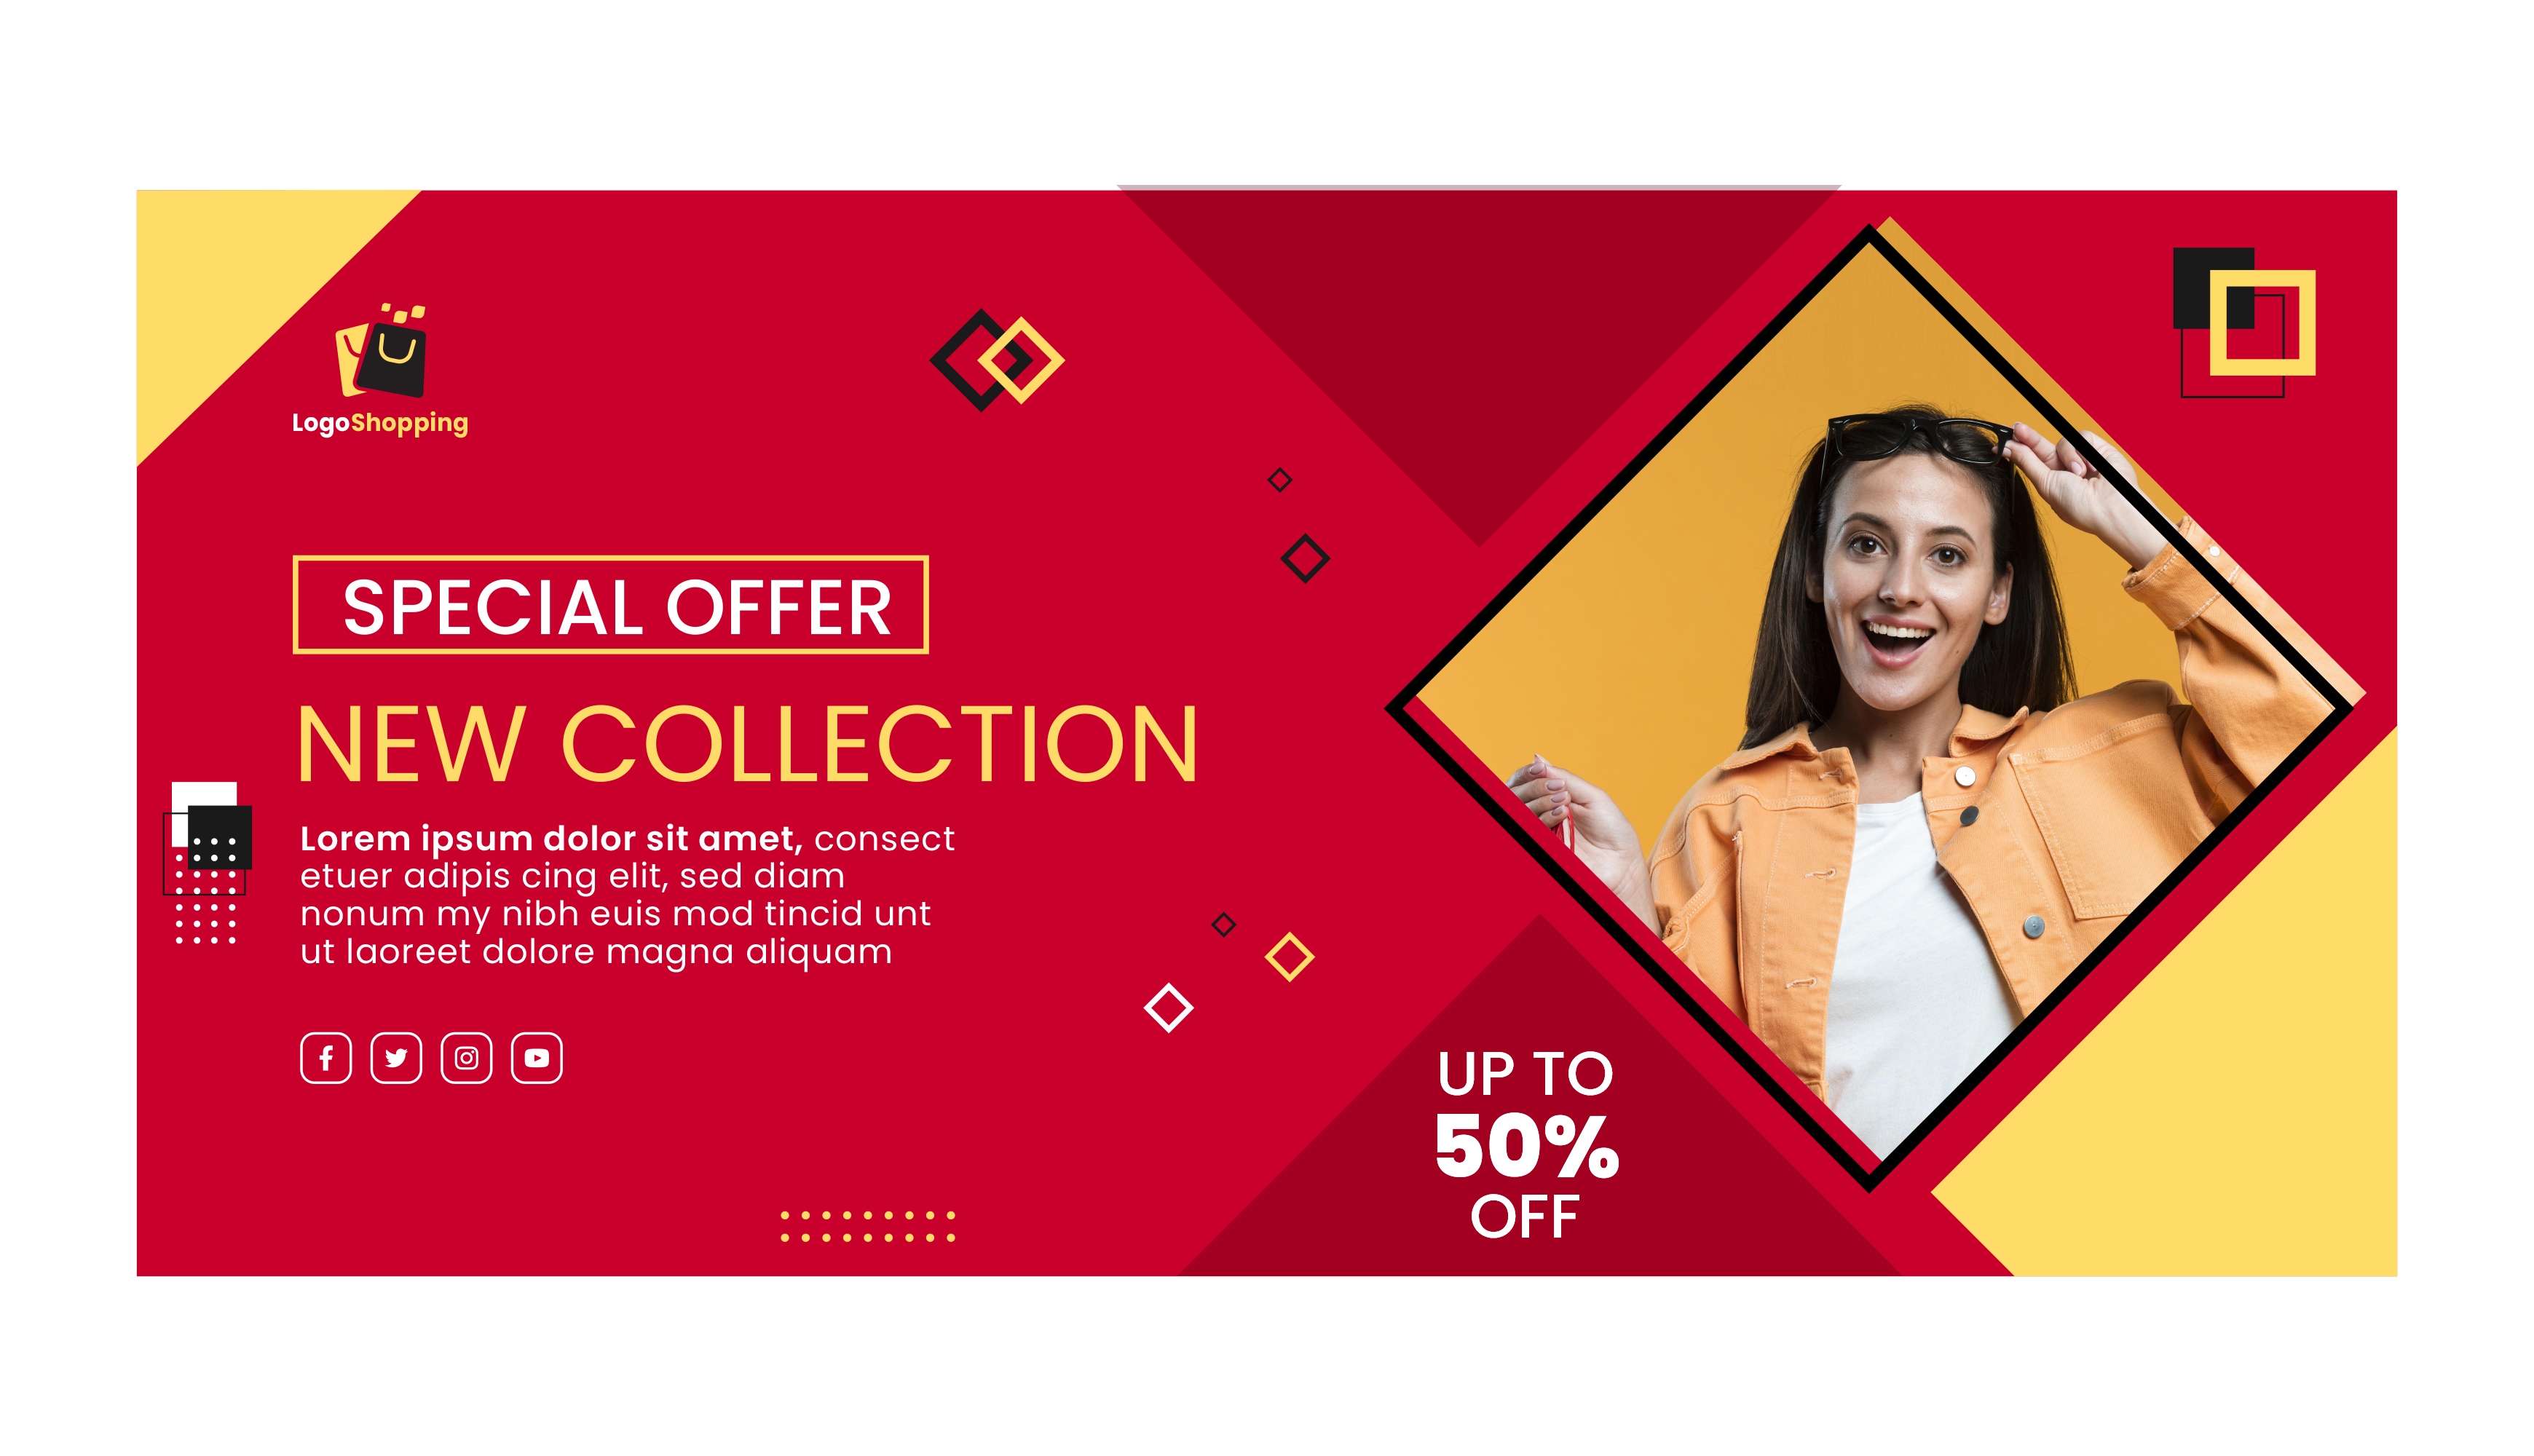 LogoShopping
SPECIAL OFFER
NEW COLLECTION
Lorem ipsum dolor sit amet, consect
etuer adipis cing elit, sed diam
nonum my nibh euis mod tincid unt
ut laoreet dolore magna aliquam
UP TO
50%
OFF